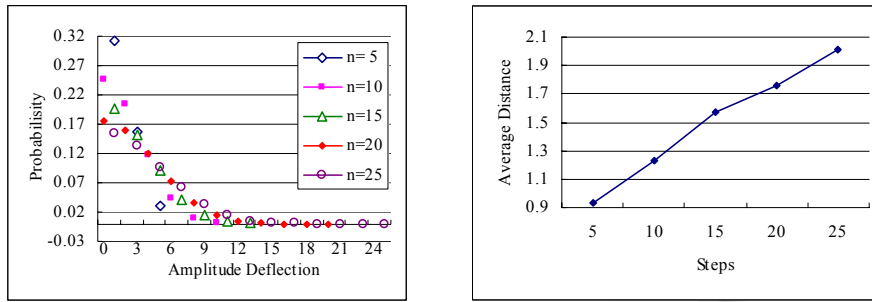 0.32
0.27
0.22
0.17
0.12
0.07
0.02
-0.03
Probabilisity
0 3 6 9 12 15 18 21 24
Amplitude Deflection
n= 5
n=10
n=15
n=20
n=25
2.1
1.9
1.7
1.5
1.3
1.1
0.9
Average Distance
5 10 15 20 25
Steps